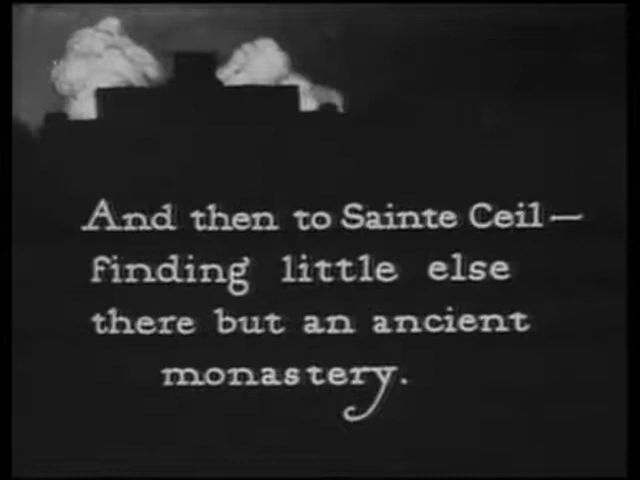 And then to Sainte Ceil—
finding little else
there but an ancient
monastery.